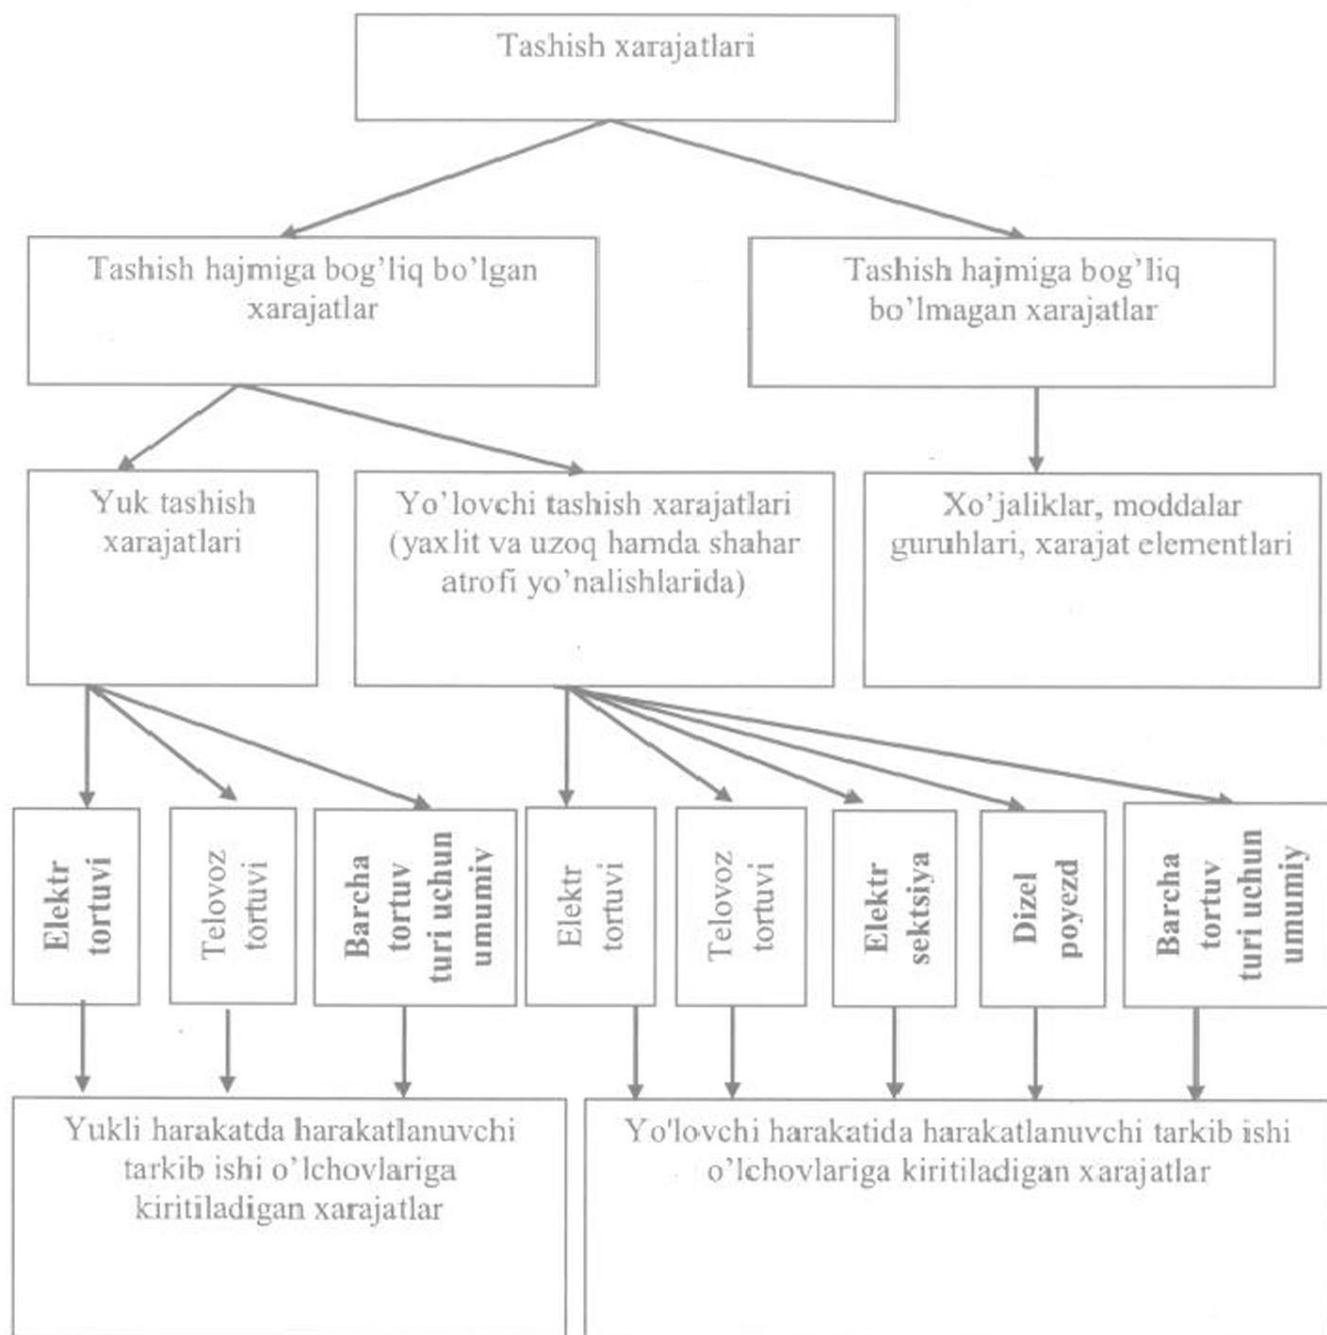 Tashish xarajatlari
Tashish hajmiga bog’liq bo’lgan
xarajatlar
Tashish hajmiga bog’liq
bo’lmagan xarajatlar
Yuk tashish
xarajatlari
Yo’lovchi tashish xarajatlari
(yaxlit va uzoq hamda shahar
atrofi yo’nalishlarida)
Xo’jaliklar, moddalar
guruhlari, xarajat elementlari
Elektr
tortuvi
Telovoz
tortuvi
Barcha
tortuv
turi uchun
umumiy
Elektr
tortuvi
Telovoz
tortuvi
Elektr
sektsiya
Dizel
poyezd
Barcha
tortuv
turi uchun
umumiy
Yukli harakatda harakatlanuvchi
tarkib ishi o’lchovlariga
kiritiladigan xarajatlar
Yo'lovchi harakatida harakatlanuvchi tarkib ishi
o’lchovlariga kiritiladigan xarajatlar